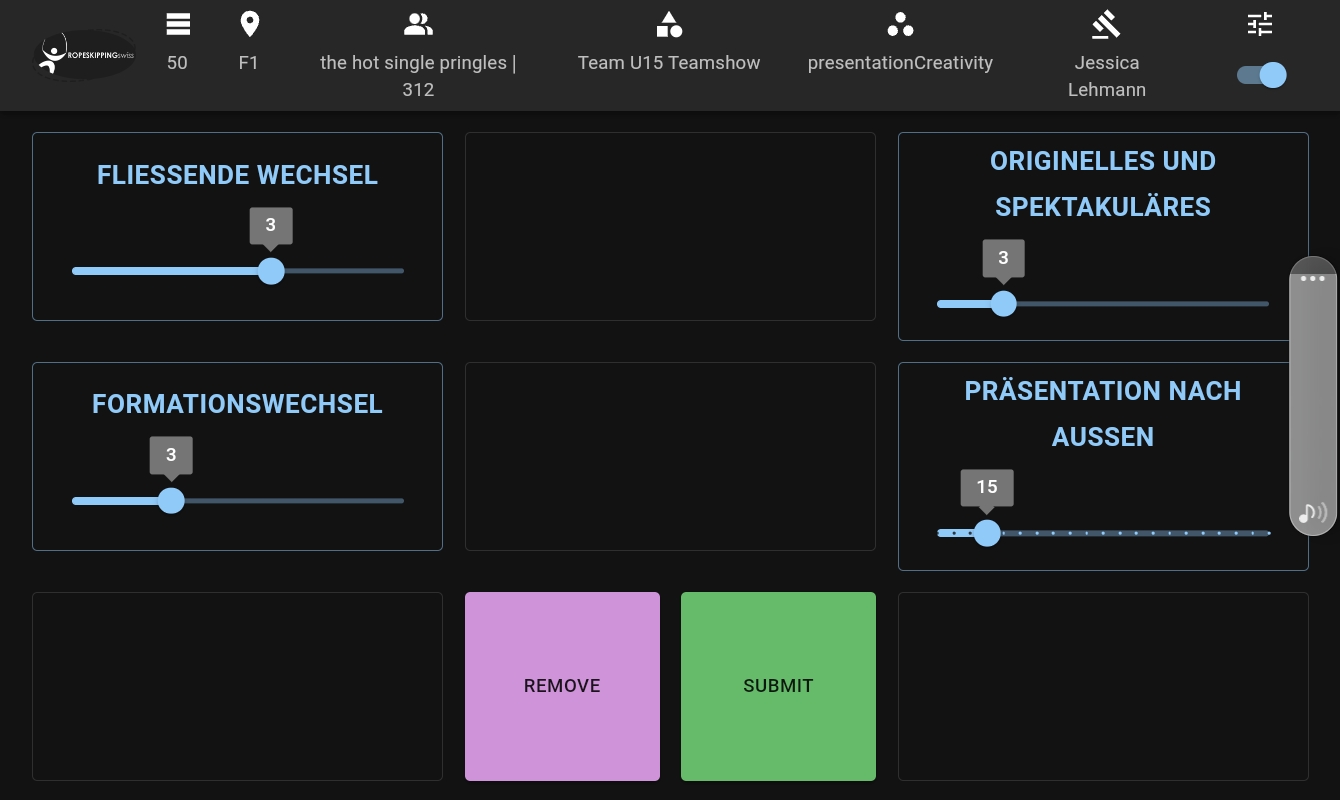 ROPESKIPPINGswiss
50
F1
the hot single pringles |
312
Team U15 Teamshow
presentationCreativity
Jessica
Lehmann
FLIESSENDE WECHSEL
3
ORIGINELLES UND
SPEKTAKULÄRES
3
FORMATIONSWECHSEL
3
PRÄSENTATION NACH
AUSSEN
15
REMOVE
SUBMIT